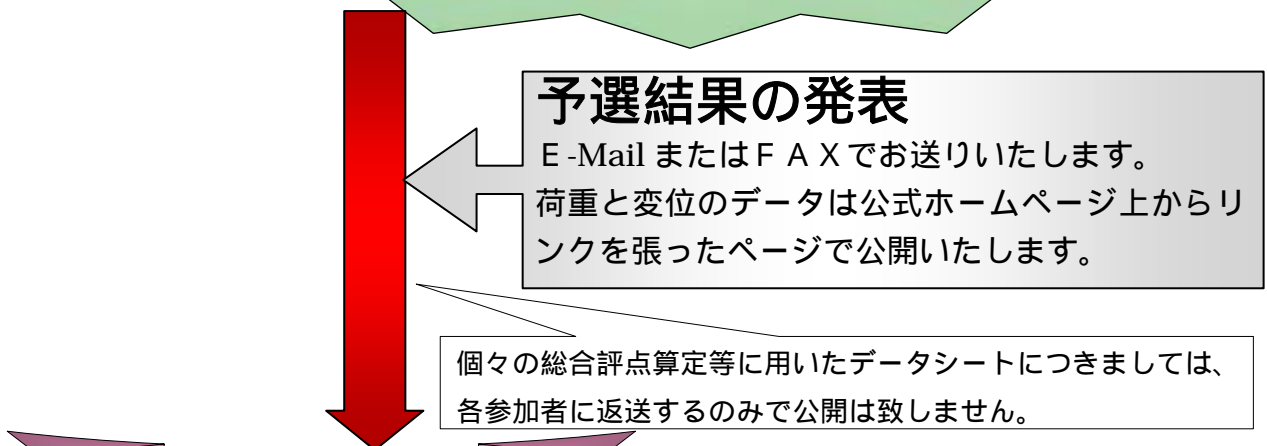 予選結果の発表
Ｅ-Mail またはＦＡＸでお送りいたします。
荷重と変位のデータは公式ホームページ上からリ
ンクを張ったページで公開いたします。
個々の総合評点算定等に用いたデータシートにつきましては、
各参加者に返送するのみで公開は致しません。